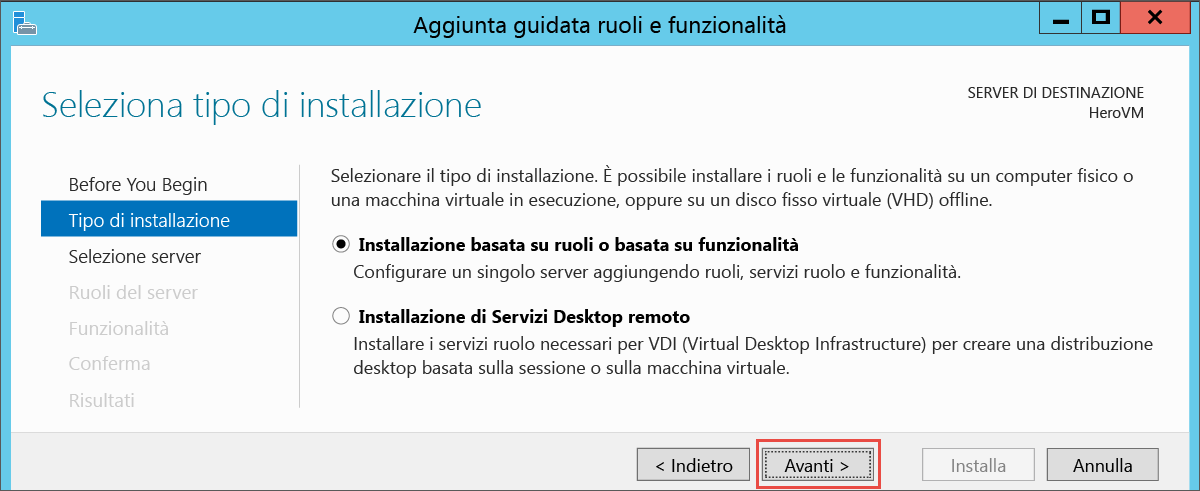 Aggiunta guidata ruoli e funzionalità
Seleziona tipo di installazione
SERVER DI DESTINAZIONE
HeroVM
Before You Begin
Tipo di installazione
Selezione server
Ruoli del server
Funzionalità
Conferma
Risultati
Selezionare il tipo di installazione. È possibile installare i ruoli e le funzionalità su un computer fisico o
una macchina virtuale in esecuzione, oppure su un disco fisso virtuale (VHD) offline.
Installazione basata su ruoli o basata su funzionalità
Configurare un singolo server aggiungendo ruoli, servizi ruolo e funzionalità.
Installazione di Servizi Desktop remoto
Installare i servizi ruolo necessari per VDI (Virtual Desktop Infrastructure) per creare una distribuzione
desktop basata sulla sessione o sulla macchina virtuale.
< Indietro
Avanti >
Installa
Annulla